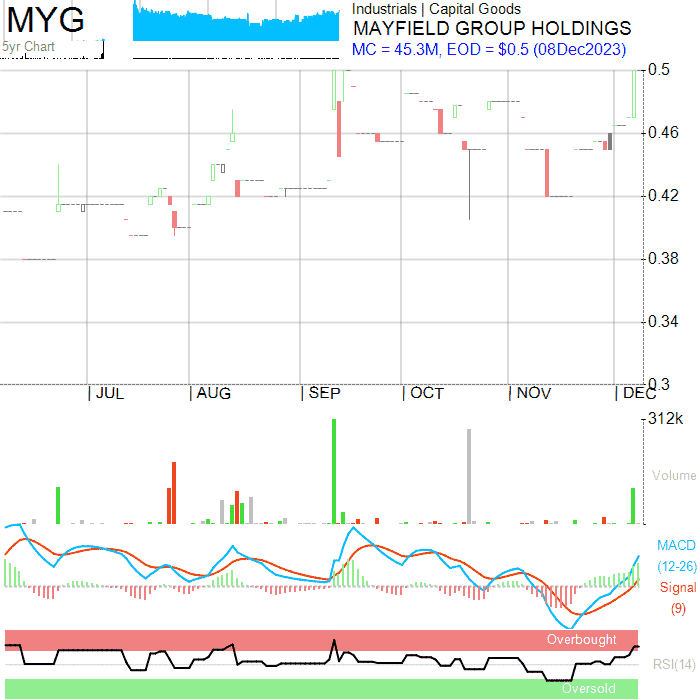 MYG
5yr Chart
Industrials | Capital Goods
MAYFIELD GROUP HOLDINGS
MC = 45.3M, EOD = $0.5 (08Dec2023)
0.5
0.46
0.42
0.38
0.34
0.3
| JUL | AUG | SEP | OCT | NOV | DEC
312k
Volume
MACD
(12-26)
Signal
(9)
Overbought
RSI(14)
Oversold